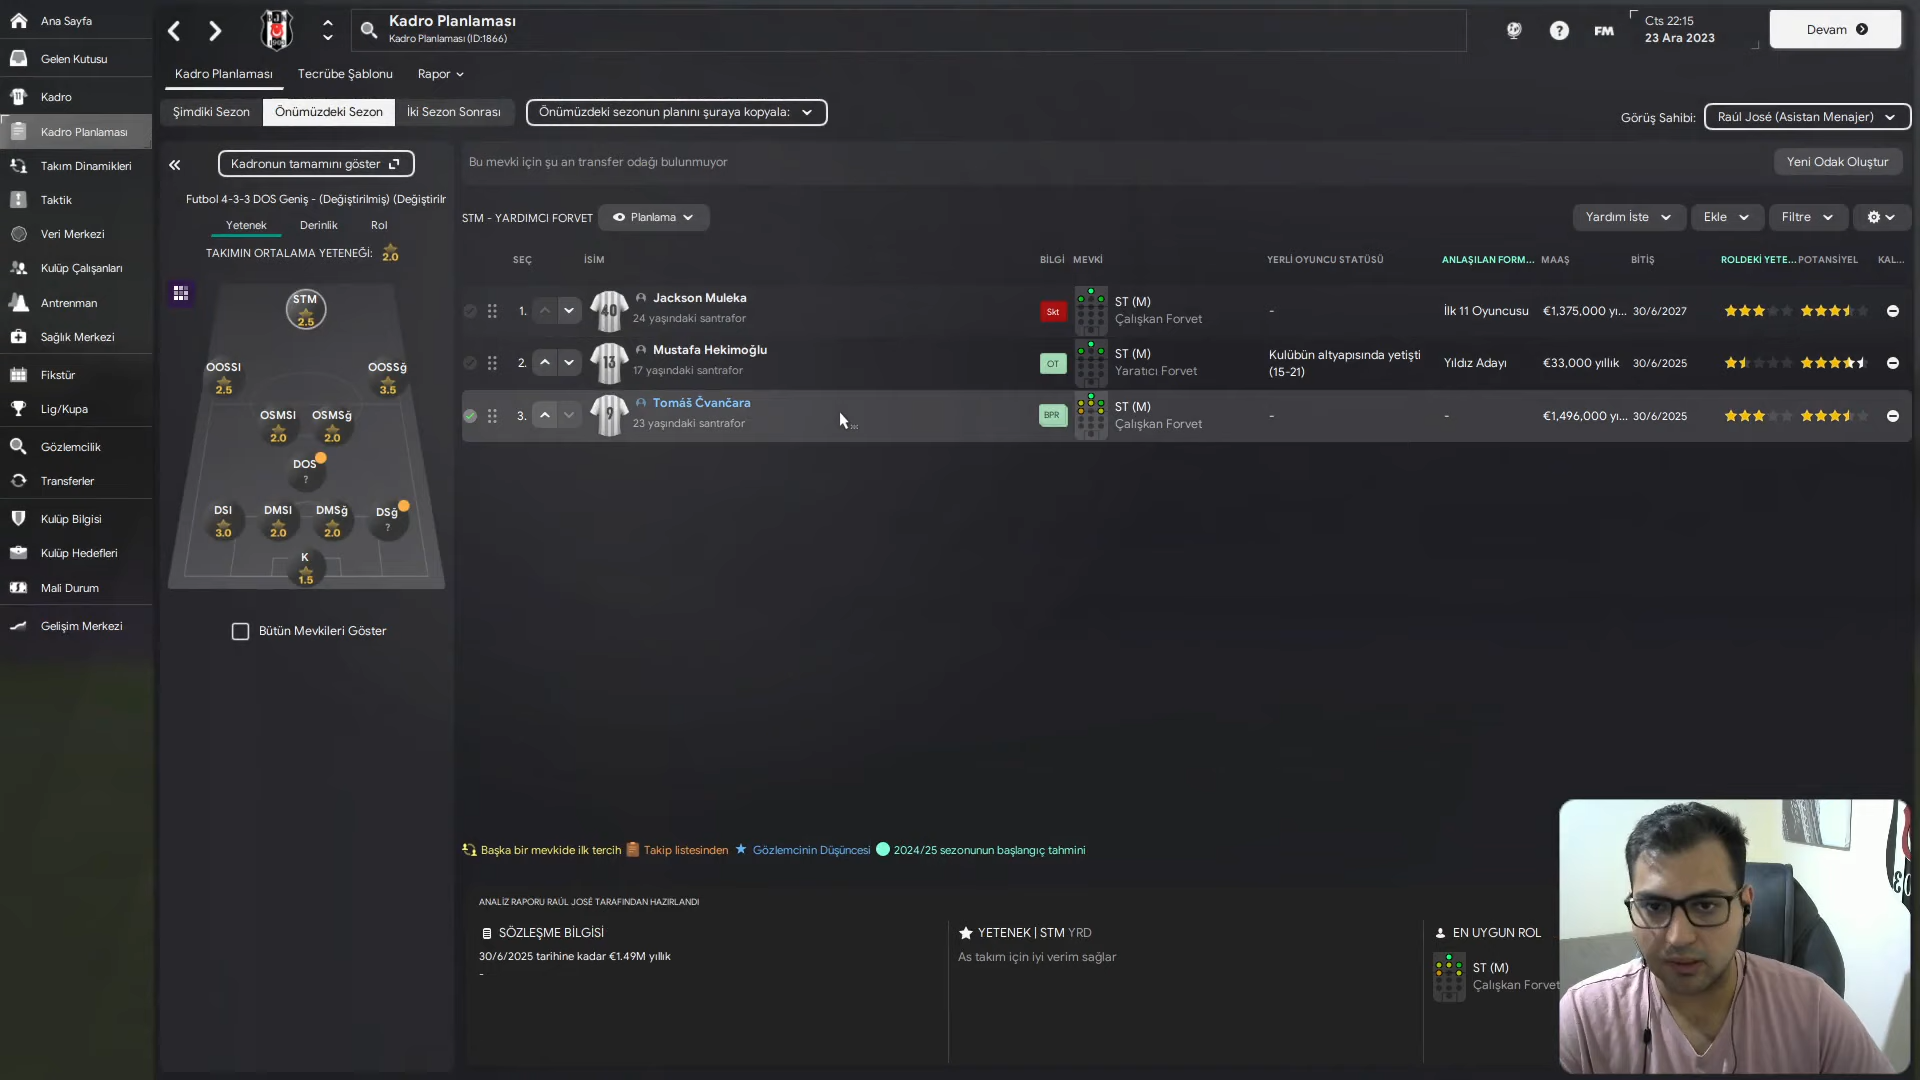 Ana Sayfa
Gelen Kutusu
Kadro
Kadro Planlaması
Takım Dinamikleri
Taktik
Veri Merkezi
Kulüp Çalışanları
Antrenman
Sağlık Merkezi
Fikstür
Lig/Kupa
Gözlemcilik
Transferler
Kulüp Bilgisi
Kulüp Hedefleri
Mali Durum
Gelişim Merkezi
Kadro Planlaması
Kadro Planlaması (ID:1866)
FM
Cts 22:15
23 Ara 2023
Devam
Kadro Planlaması Tecrübe Şablonu Rapor
Şimdiki Sezon Önümüzdeki Sezon İki Sezon Sonrası Önümüzdeki sezonun planını şuraya kopyala:
Görüş Sahibi: Raúl José (Asistan Menajer)
Kadronun tamamını göster
Futbol 4-3-3 DOS Geniş - (Değiştirilmiş) (Değiştirilr
Yetenek Derinlik Rol
TAKIMIN ORTALAMA YETENEĞİ: 2.0
STM
2.5
OOSSI OOSSğ
2.5 3.5
OSMSI OSMSğ
2.0 2.0
DOS
?
DSI DMSI DMSğ DSğ
3.0 2.0 2.0 ?
K
1.5
Bütün Mevkileri Göster
Bu mevki için şu an transfer odağı bulunmuyor
Yeni Odak Oluştur
STM - YARDIMCI FORVET Planlama
Yardım İste Ekle Filtre
SEÇ İSİM BİLGİ MEVKİ YERLİ OYUNCU STATÜSÜ ANLAŞILAN FORM... MAAŞ BİTİŞ ROLDEKİ YETE... POTANSİYEL KAL...
1. 40 Jackson Muleka Skt ST (M) - İlk 11 Oyuncusu €1,375,000 yı... 30/6/2027
24 yaşındaki santrafor Çalışkan Forvet
2. 13 Mustafa Hekimoğlu OT ST (M) Kulübün altyapısında yetişti Yıldız Adayı €33,000 yıllık 30/6/2025
17 yaşındaki santrafor Yaratıcı Forvet (15-21)
3. 9 Tomáš Čvančara BPR ST (M) - - €1,496,000 yı... 30/6/2025
23 yaşındaki santrafor Çalışkan Forvet
Başka bir mevkide ilk tercih Takip listesinden Gözlemcinin Düşüncesi 2024/25 sezonunun başlangıç tahmini
ANALİZ RAPORU RAÚL JOSÉ TARAFINDAN HAZIRLANDI
SÖZLEŞME BİLGİSİ
30/6/2025 tarihine kadar €1.49M yıllık
-
YETENEK | STM YRD
As takım için iyi verim sağlar
EN UYGUN ROL
ST (M)
Çalışkan Forvet